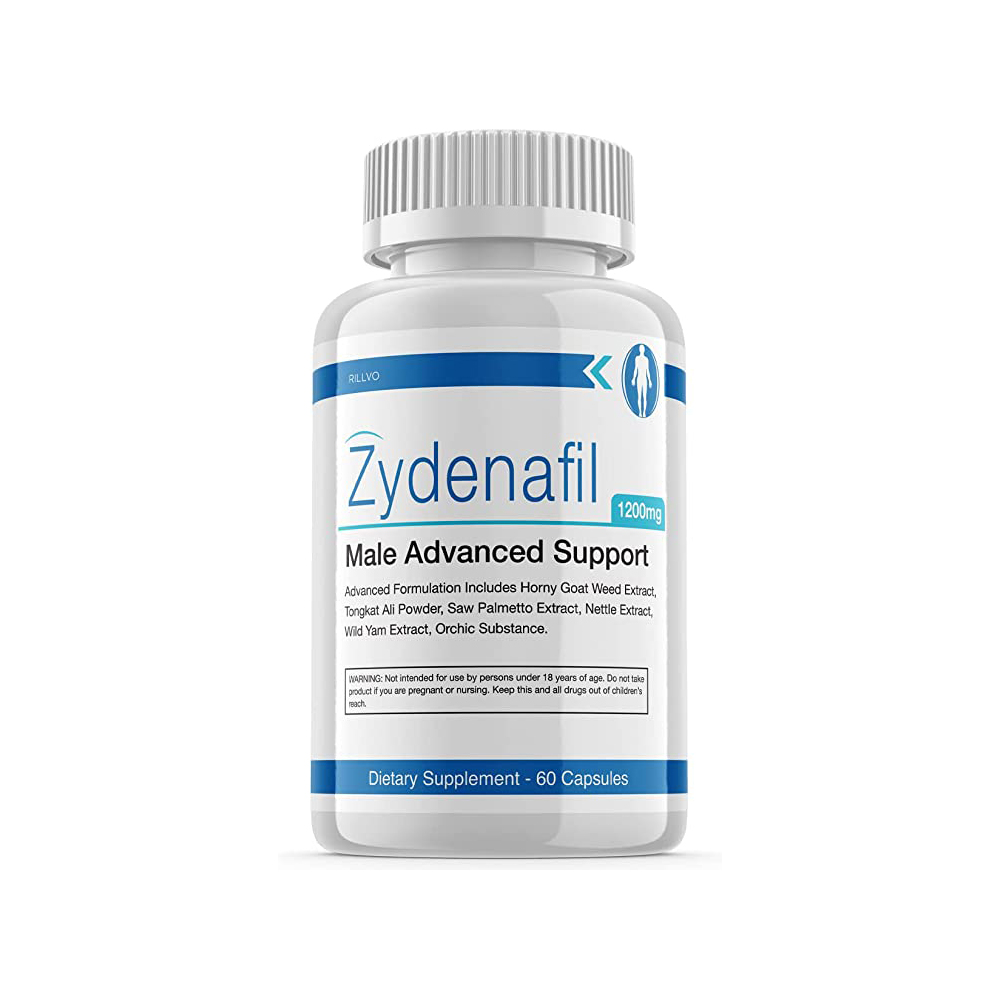 RILLVO
Zydenafil
1200mg
Male Advanced Support
Advanced Formulation Includes Horny Goat Weed Extract,
Tongkat Ali Powder, Saw Palmetto Extract, Nettle Extract,
Wild Yam Extract, Orchic Substance.
WARNING: Not intended for use by persons under 18 years of age. Do not take
product if you are pregnant or nursing. Keep this and all drugs out of children's
reach.
Dietary Supplement - 60 Capsules